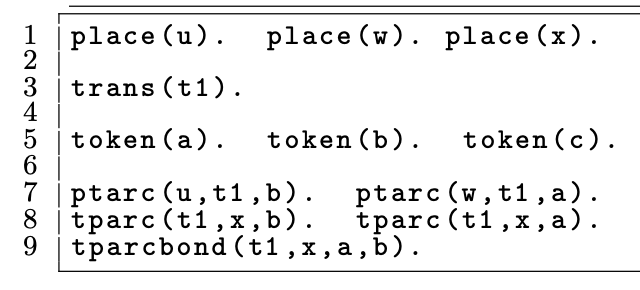 1 place(u).  place(w). place(x).
2
3 trans(t1).
4
5 token(a).  token(b).  token(c).
6
7 ptarc(u,t1,b).  ptarc(w,t1,a).
8 tparc(t1,x,b).  tparc(t1,x,a).
9 tparcbond(t1,x,a,b).